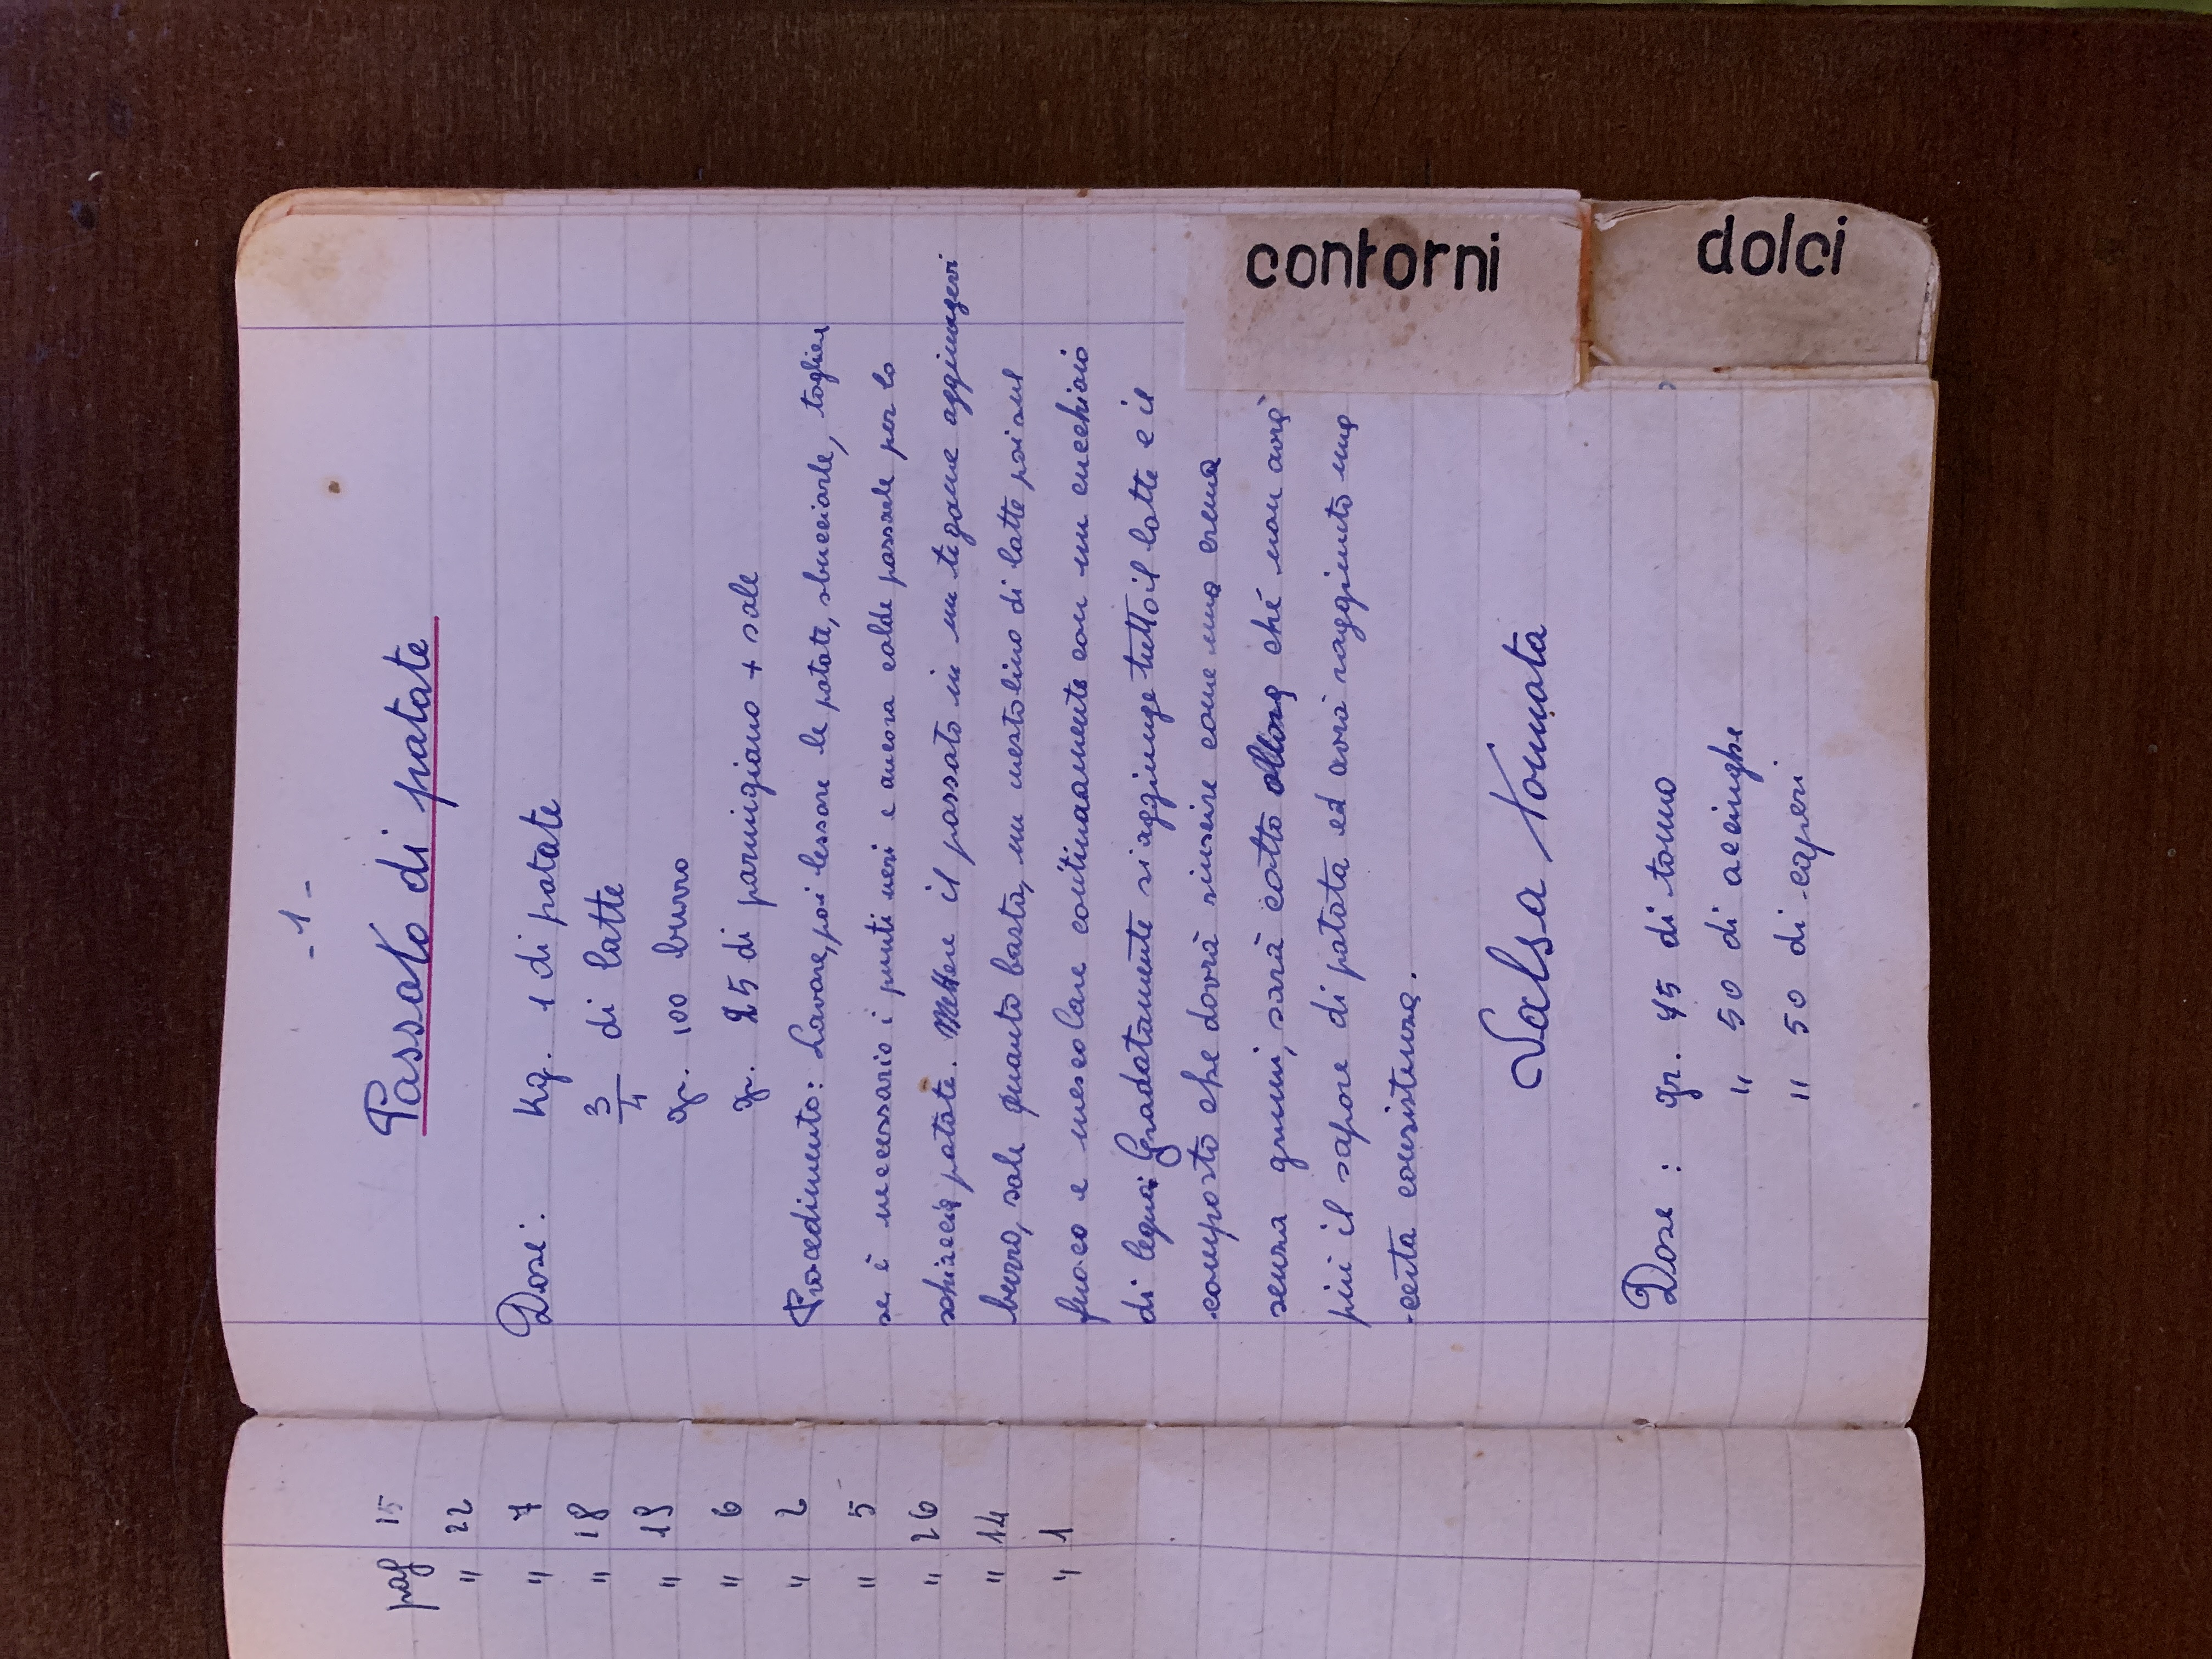 pag 15
" 22
" 7
" 18
" 19
" 6
" 2
" 5
" 26
" 14
" 1
- 1 -
Passato di patate
Dose: Kg. 1 di patate
3/4 di latte
gr. 100 burro
gr. 25 di parmigiano + sale
Procedimento: Lavare, poi lessare le patate, sbucciarle, togliere
se è neccessario i punti neri e ancora calde passarle per lo
schiaccia patate. Mettere il passato in un tegame aggiungervi
burro, sale quanto basta, un mestolino di latte poi sul
fuoco e mescolare continuamente con un cucchiaio
di legno: Gradatamente si aggiunge tutto il latte e il
composto che dovrà riuscire come una crema
senza grumi, sarà cotto allora ché non avrà
più il sapore di patata ed avrà raggiunto una
certa consistenza.
Salsa Tonnata
Dose : gr. 75 di tonno
" 50 di acciughe
" 50 di caperi
contorni
dolci